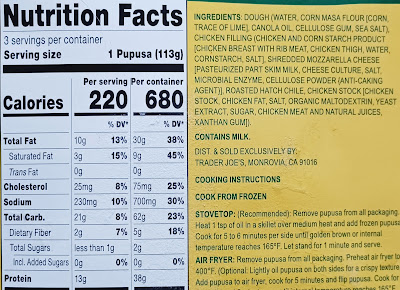 Nutrition Facts
3 servings per container
Serving size 1 Pupusa (113g)
Per serving Per container
Calories 220 680
% DV* % DV*
Total Fat 10g 13% 30g 38%
Saturated Fat 3g 15% 9g 45%
Trans Fat 0g 0g
Cholesterol 25mg 8% 75mg 25%
Sodium 230mg 10% 700mg 30%
Total Carb. 21g 8% 62g 23%
Dietary Fiber 2g 7% 5g 18%
Total Sugars less than 1g 2g
Incl. Added Sugars 0g 0% 0g 0%
Protein 13g 38g
INGREDIENTS: DOUGH (WATER, CORN MASA FLOUR [CORN,
TRACE OF LIME], CANOLA OIL, CELLULOSE GUM, SEA SALT),
CHICKEN FILLING (CHICKEN AND CORN STARCH PRODUCT
[CHICKEN BREAST WITH RIB MEAT, CHICKEN THIGH, WATER,
CORNSTARCH, SALT], SHREDDED MOZZARELLA CHEESE
[PASTEURIZED PART SKIM MILK, CHEESE CULTURE, SALT,
MICROBIAL ENZYME, CELLULOSE POWDER {ANTI-CAKING
AGENT}], ROASTED HATCH CHILE, CHICKEN STOCK [CHICKEN
STOCK, CHICKEN FAT, SALT, ORGANIC MALTODEXTRIN, YEAST
EXTRACT, SUGAR, CHICKEN MEAT AND NATURAL JUICES,
XANTHAN GUM]).
CONTAINS MILK.
DIST. & SOLD EXCLUSIVELY BY:
TRADER JOE'S, MONROVIA, CA 91016
COOKING INSTRUCTIONS
COOK FROM FROZEN
STOVETOP: (Recommended): Remove pupusa from all packaging.
Heat 1 tsp of oil in a skillet over medium heat and add frozen pupusa
Cook for 5 to 6 minutes per side until golden brown or internal
temperature reaches 165°F. Let stand for 1 minute and serve.
AIR FRYER: Remove pupusa from all packaging. Preheat air fryer to
400°F. (Optional: Lightly oil pupusa on both sides for a crispy texture
Add pupusa to air fryer, cook for 5 minutes and flip pupusa. Cook for
reaches 165°F